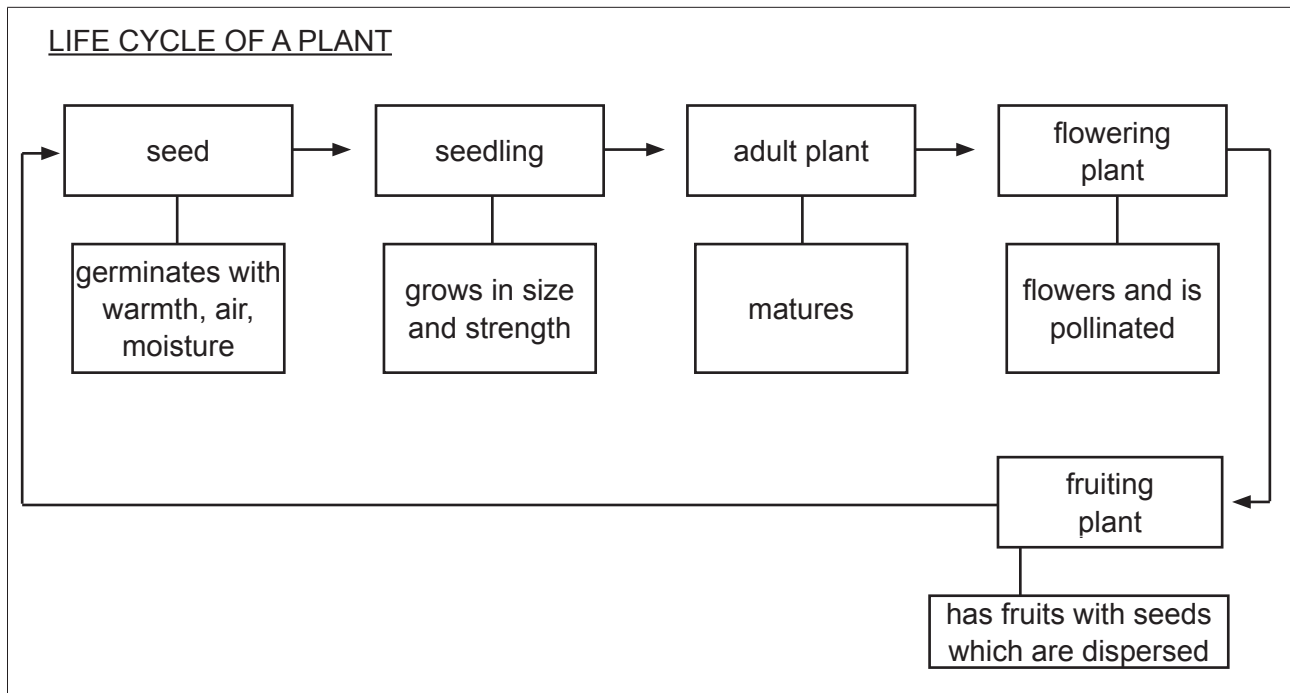 LIFE CYCLE OF A PLANT
seed
seedling
adult plant
flowering
plant
germinates with
warmth, air,
moisture
grows in size
and strength
matures
flowers and is
pollinated
fruiting
plant
has fruits with seeds
which are dispersed